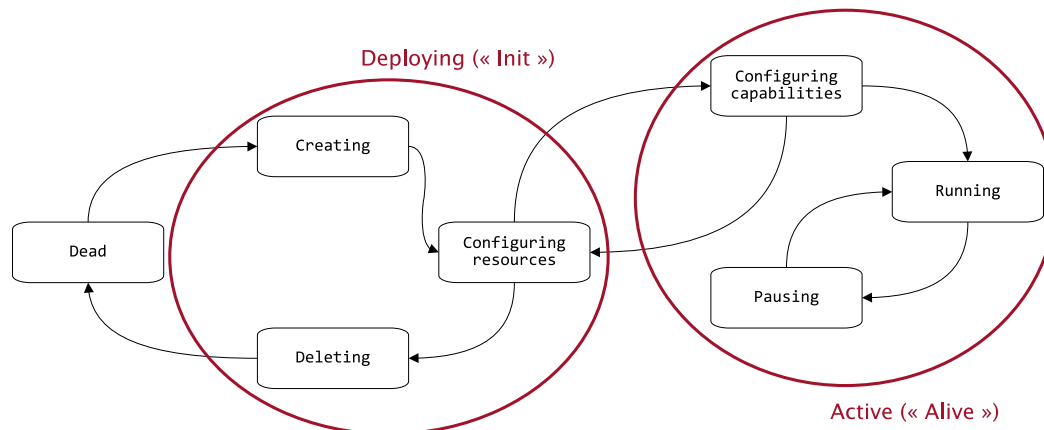 Deploying (« Init »)
Configuring
capabilities
Creating
Running
Dead
Configuring
resources
Pausing
Deleting
Active (« Alive »)